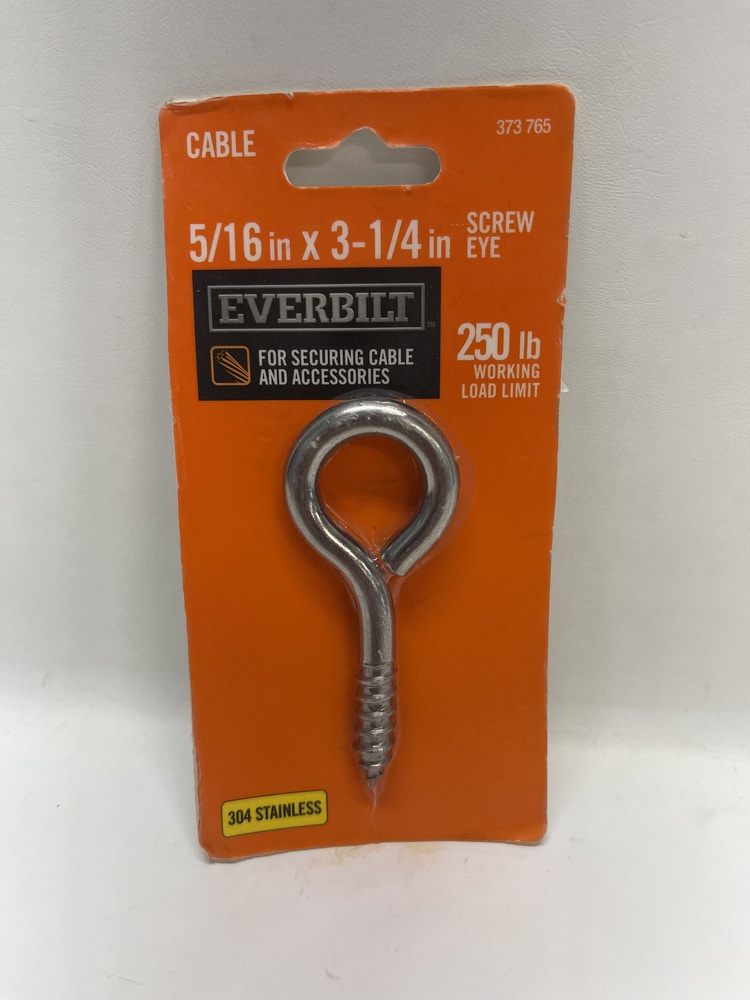 CABLE
373 765
5/16 in x 3-1/4 in SCREW EYE
EVERBILT™
FOR SECURING CABLE
AND ACCESSORIES
250 lb
WORKING
LOAD LIMIT
304 STAINLESS